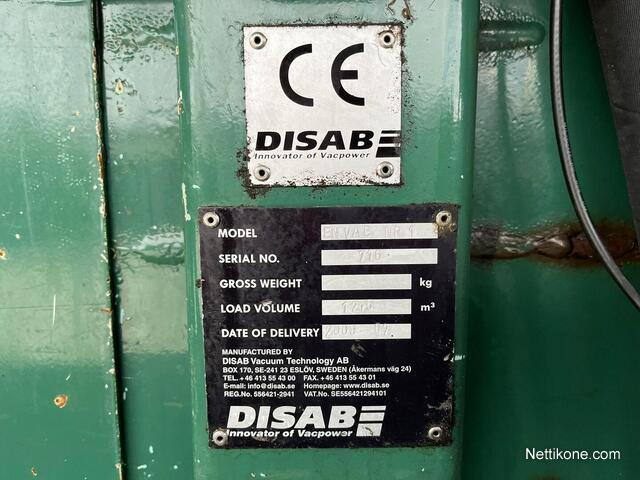 CE
DISAB
Innovator of Vacpower
MODEL ENVAC NR 1
SERIAL NO.
GROSS WEIGHT kg
LOAD VOLUME m³
DATE OF DELIVERY
MANUFACTURED BY
DISAB Vacuum Technology AB
BOX 170, SE-241 23 ESLÖV, SWEDEN (Åkermans väg 24)
TEL. +46 413 55 43 00 FAX. +46 413 55 43 01
E-mail: info@disab.se Homepage: www.disab.se
REG.No. 556421-2941 VAT.No. SE556421294101
DISAB
Innovator of Vacpower
Nettikone.com